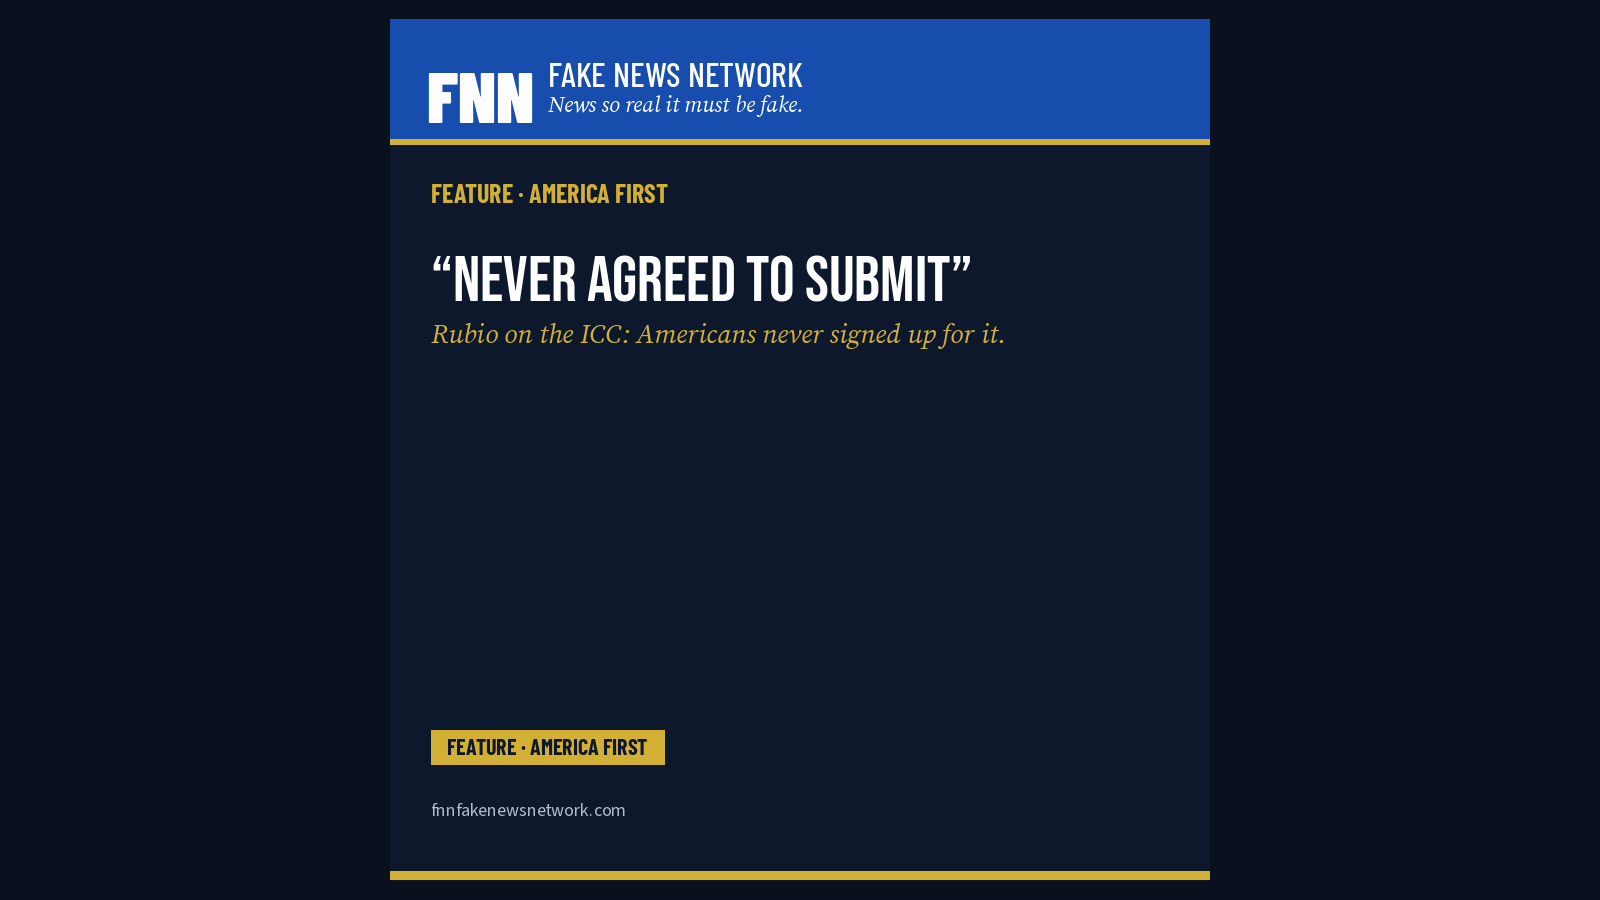 FNN
FAKE NEWS NETWORK
News so real it must be fake.
FEATURE · AMERICA FIRST
“NEVER AGREED TO SUBMIT”
Rubio on the ICC: Americans never signed up for it.
FEATURE · AMERICA FIRST
fnnfakenewsnetwork.com